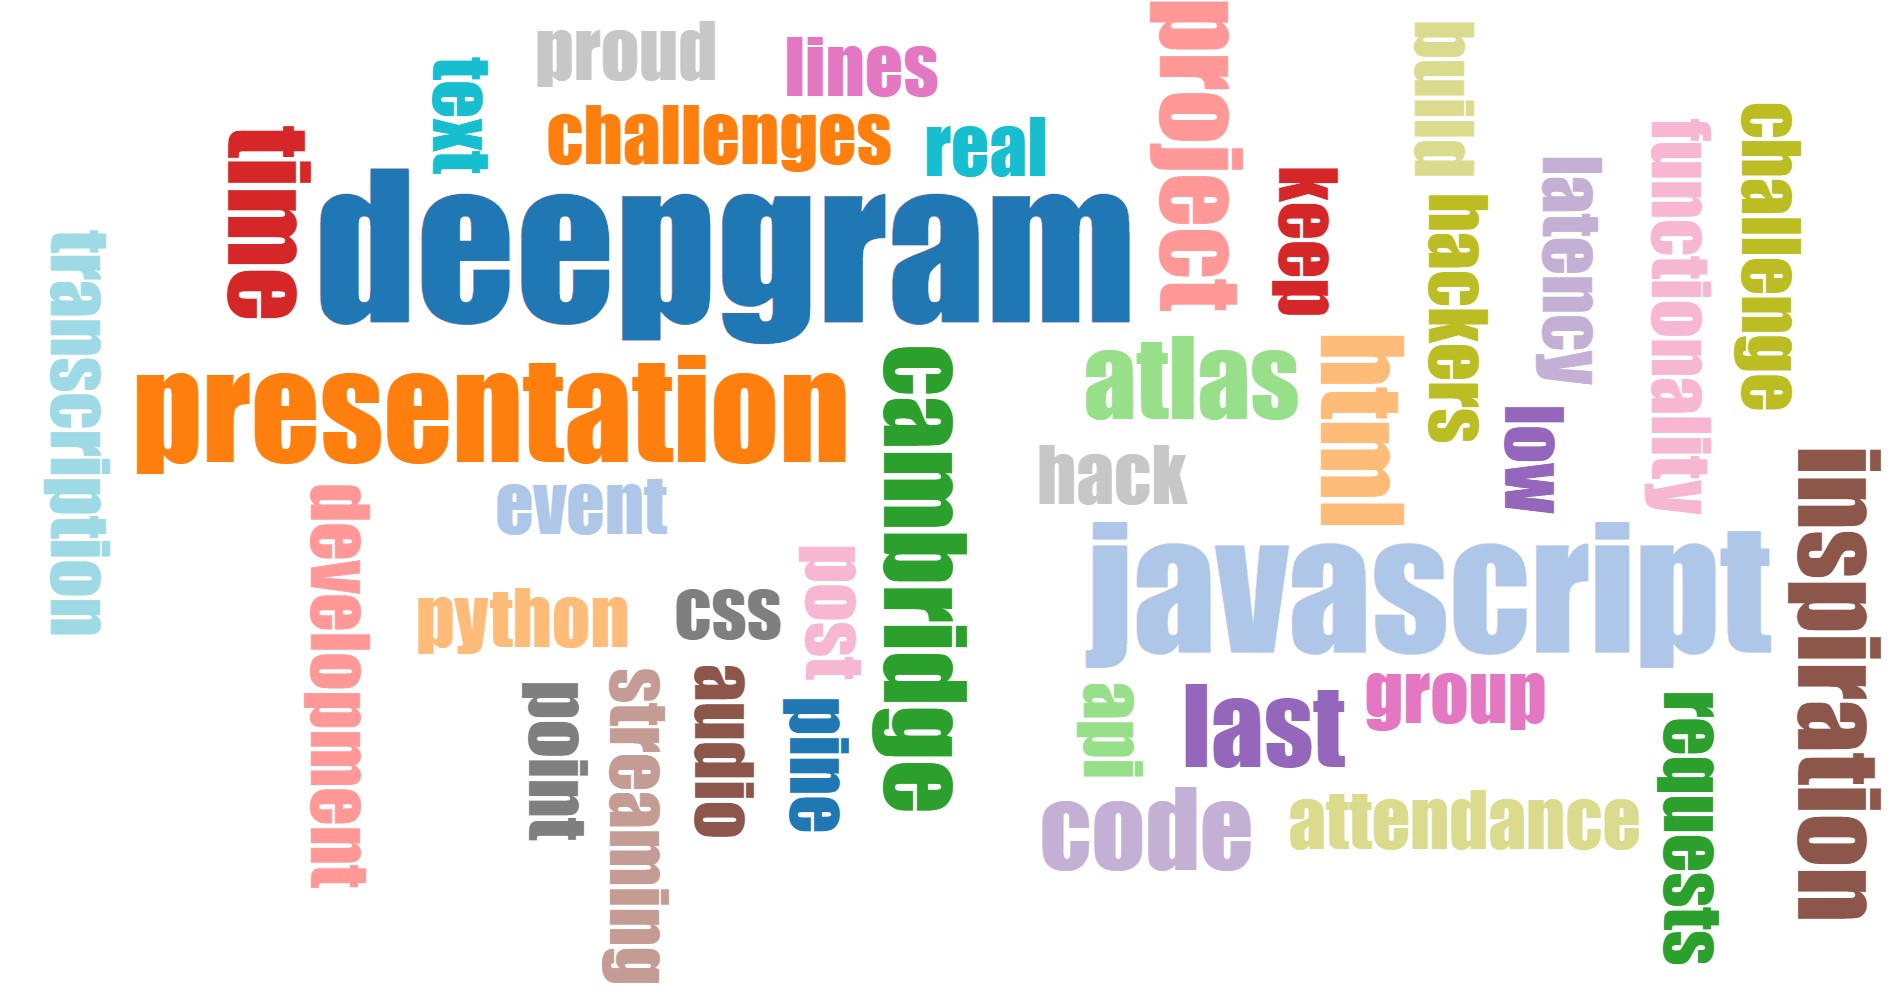 proud
lines
text
challenges
real
time
deepgram
project
keep
build
hackers
latency
functionality
challenge
transcription
presentation
cambridge
atlas
html
low
hack
event
development
python
css
post
javascript
inspiration
point
streaming
audio
pine
api
last
group
requests
code
attendance